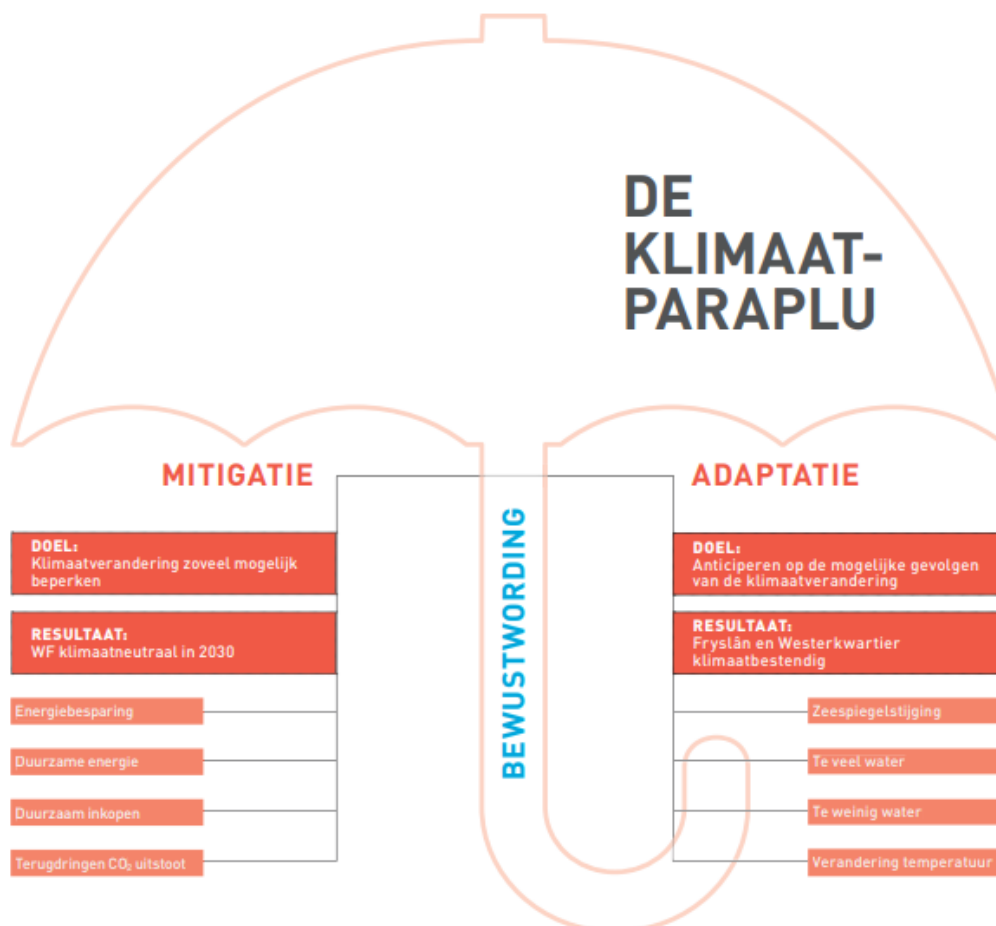 DE
KLIMAAT-
PARAPLU
MITIGATIE
DOEL:
Klimaatverandering zoveel mogelijk
beperken
RESULTAAT:
WF klimaatneutraal in 2030
Energiebesparing
Duurzame energie
Duurzaam inkopen
Terugdringen CO₂ uitstoot
BEWUSTWORDING
ADAPTATIE
DOEL:
Anticiperen op de mogelijke gevolgen
van de klimaatverandering
RESULTAAT:
Fryslân en Westerkwartier
klimaatbestendig
Zeespiegelstijging
Te veel water
Te weinig water
Verandering temperatuur